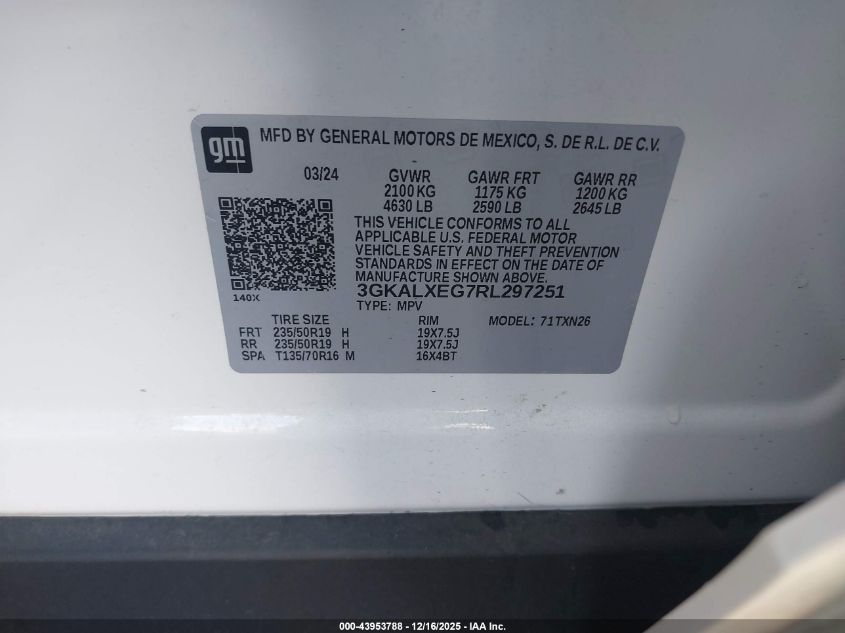 gm
MFD BY GENERAL MOTORS DE MEXICO, S. DE R.L. DE C.V.
03/24 GVWR GAWR FRT GAWR RR
2100 KG 1175 KG 1200 KG
4630 LB 2590 LB 2645 LB
THIS VEHICLE CONFORMS TO ALL
APPLICABLE U.S. FEDERAL MOTOR
VEHICLE SAFETY AND THEFT PREVENTION
STANDARDS IN EFFECT ON THE DATE OF
MANUFACTURE SHOWN ABOVE.
3GKALXEG7RL297251
140X
TYPE: MPV
TIRE SIZE RIM MODEL: 71TXN26
FRT 235/50R19 H 19X7.5J
RR 235/50R19 H 19X7.5J
SPA T135/70R16 M 16X4BT
000-43953788 - 12/16/2025 - IAA Inc.